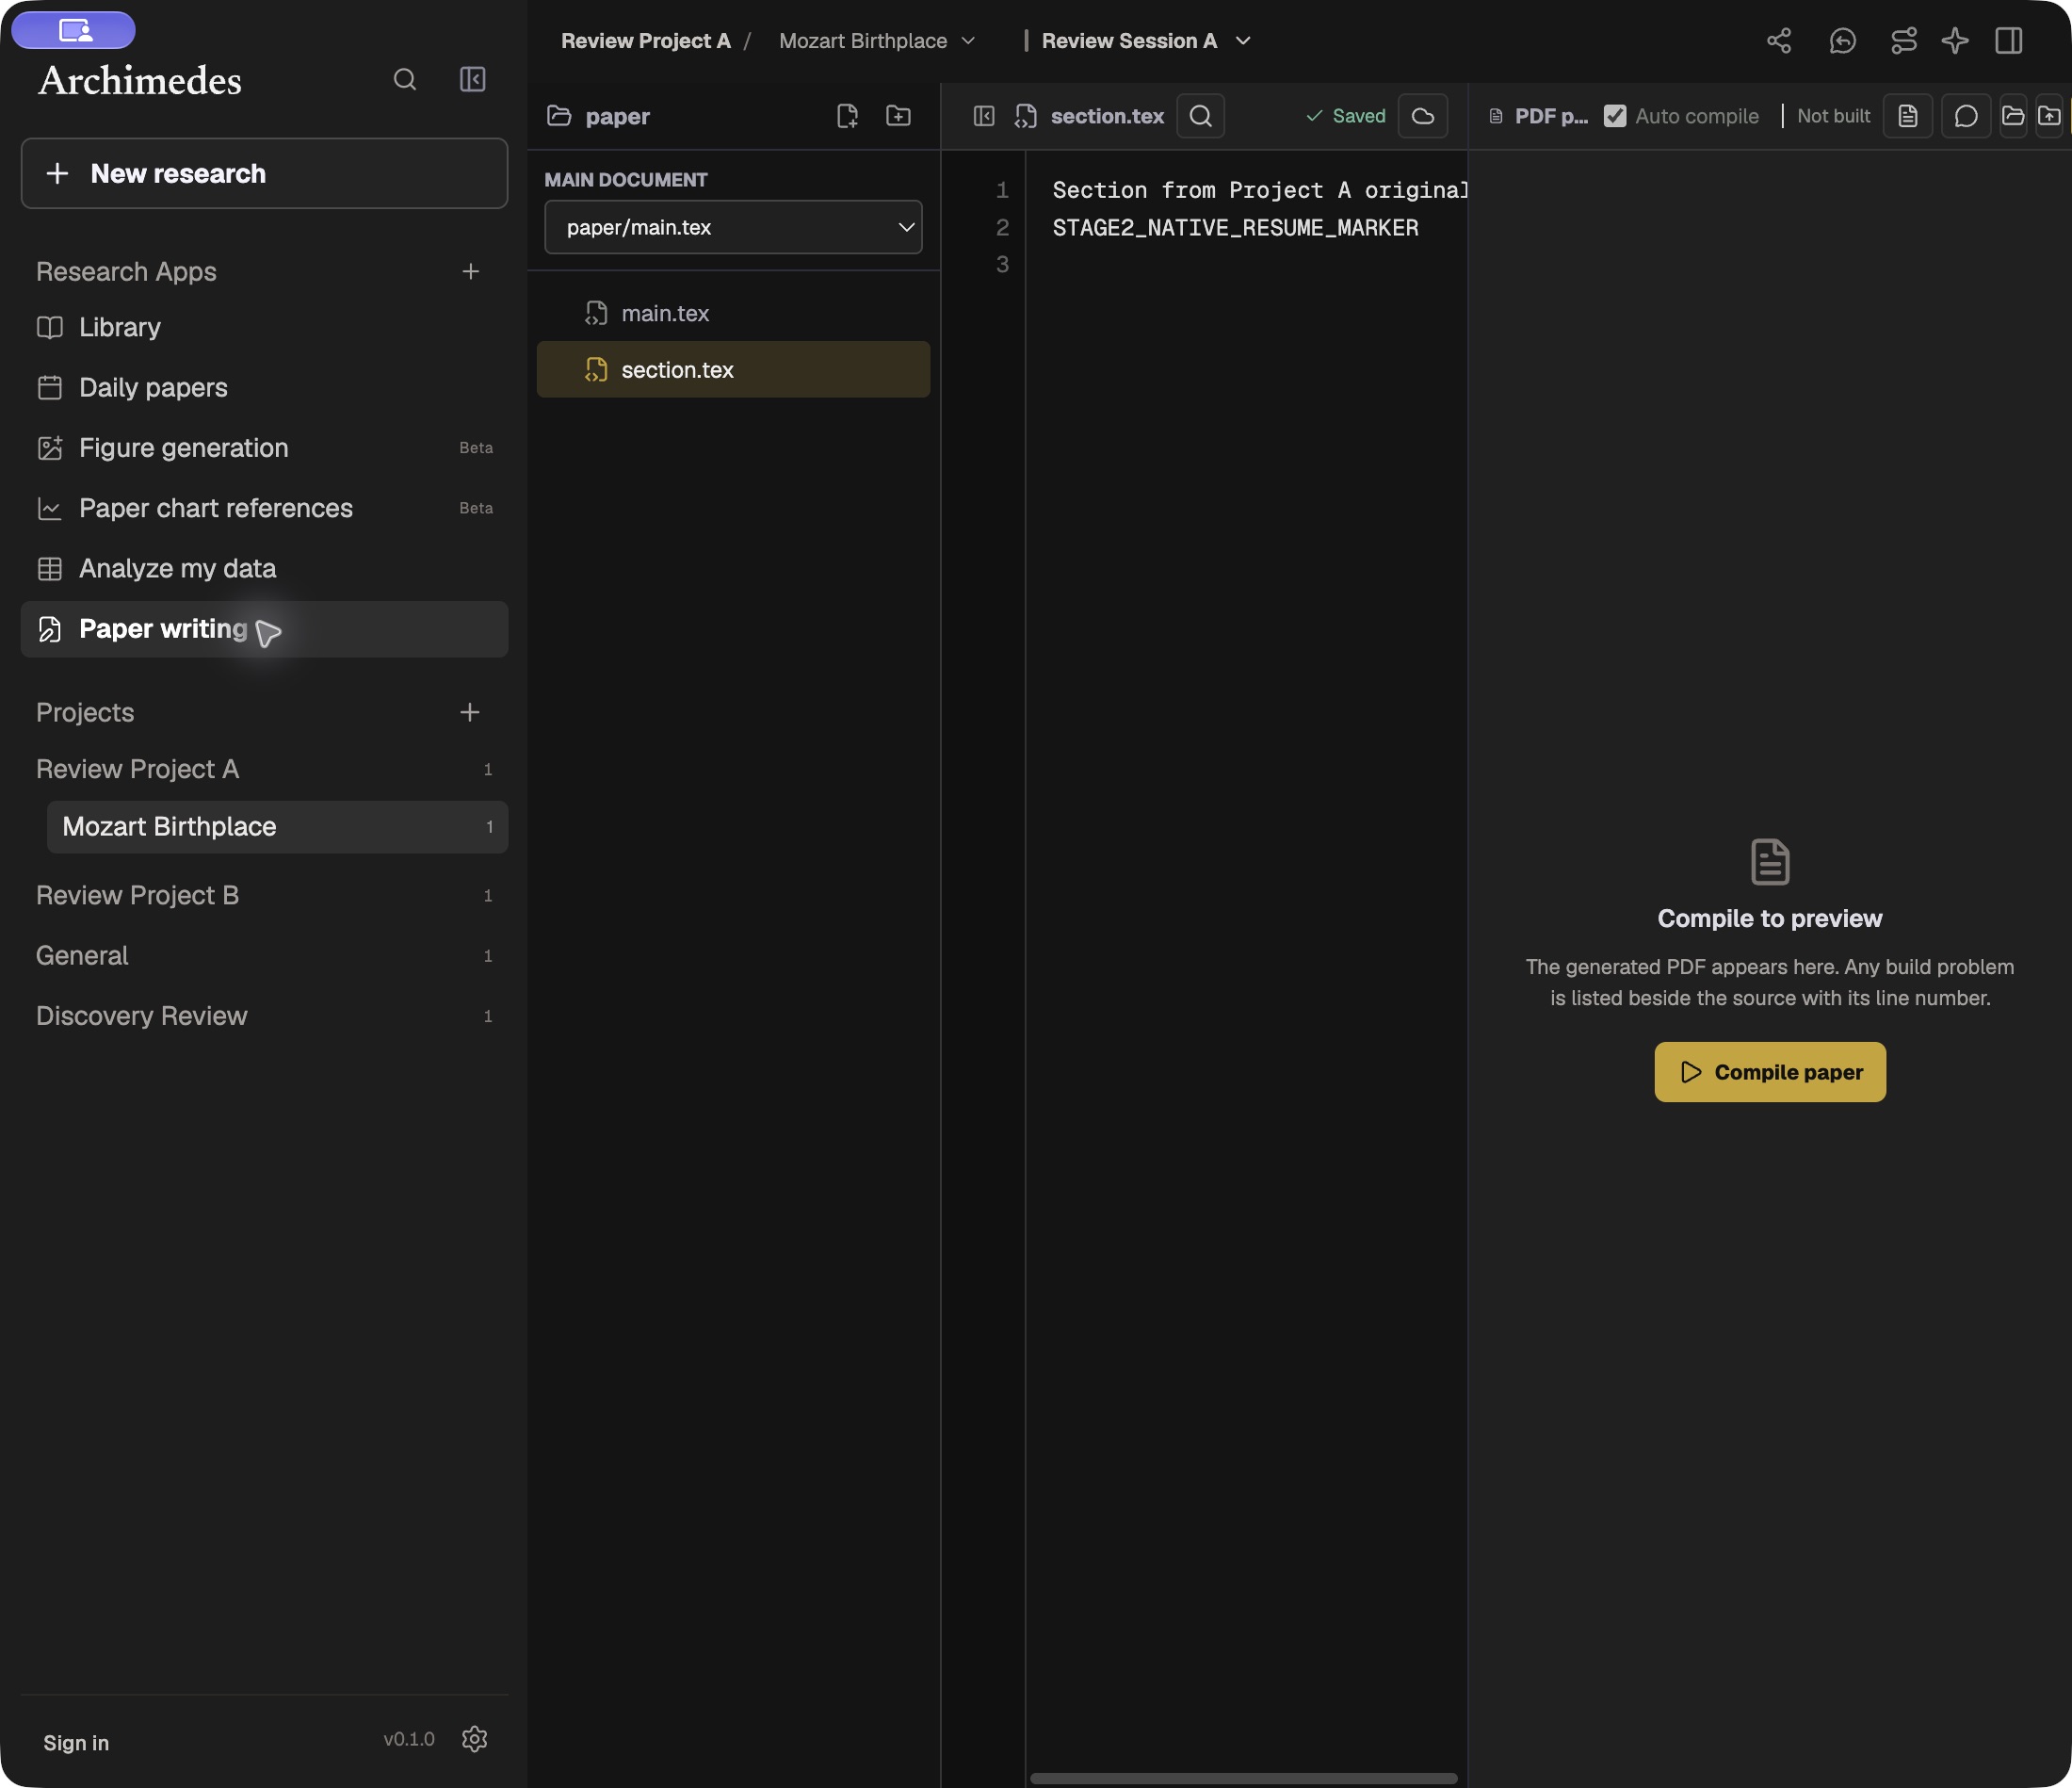 Archimedes
New research
Research Apps
Library
Daily papers
Figure generation Beta
Paper chart references Beta
Analyze my data
Paper writing
Projects
Review Project A 1
Mozart Birthplace 1
Review Project B 1
General 1
Discovery Review 1
Sign in v0.1.0
Review Project A / Mozart Birthplace | Review Session A
paper
MAIN DOCUMENT
paper/main.tex
main.tex
section.tex
section.tex Saved
1 Section from Project A original
2 STAGE2_NATIVE_RESUME_MARKER
3
PDF p... Auto compile Not built
Compile to preview
The generated PDF appears here. Any build problem
is listed beside the source with its line number.
Compile paper